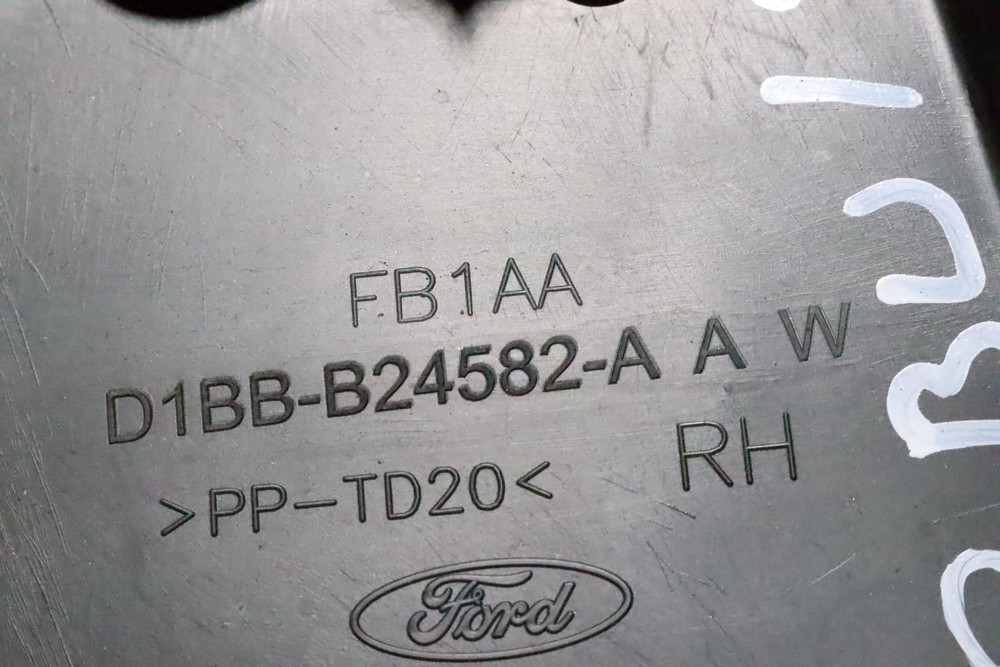 FB1AA
D1BB-B24582-A A W
>PP-TD20< RH
Ford